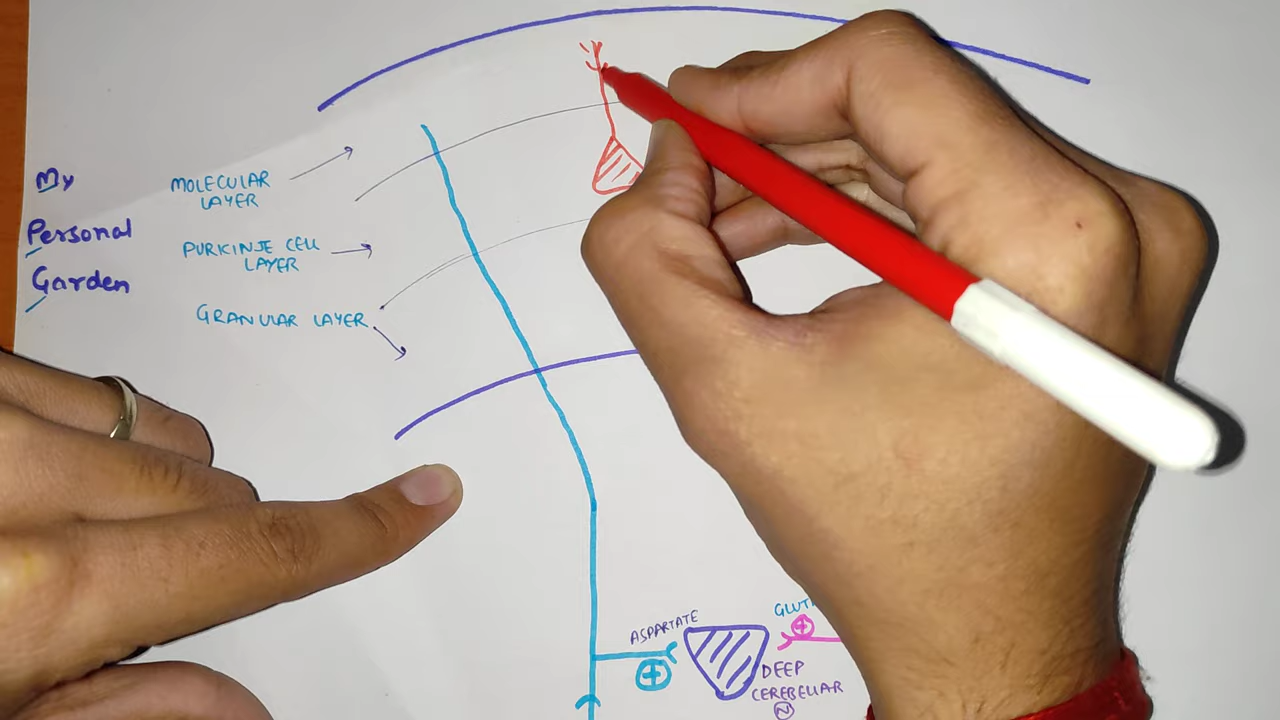 My
Personal
Garden
MOLECULAR
LAYER
PURKINJE CELL
LAYER
GRANULAR LAYER
ASPARTATE
+
+
DEEP
CEREBELLAR
N